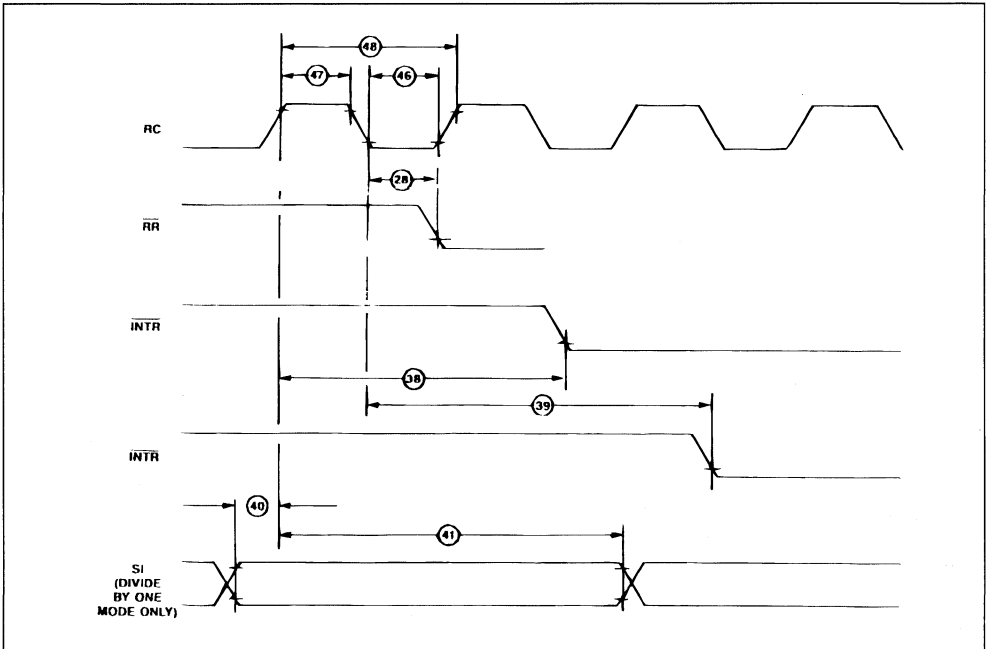 48
47
46
RC
28
RR
INTR
38
39
INTR
40
41
SI
(DIVIDE
BY ONE
MODE ONLY)